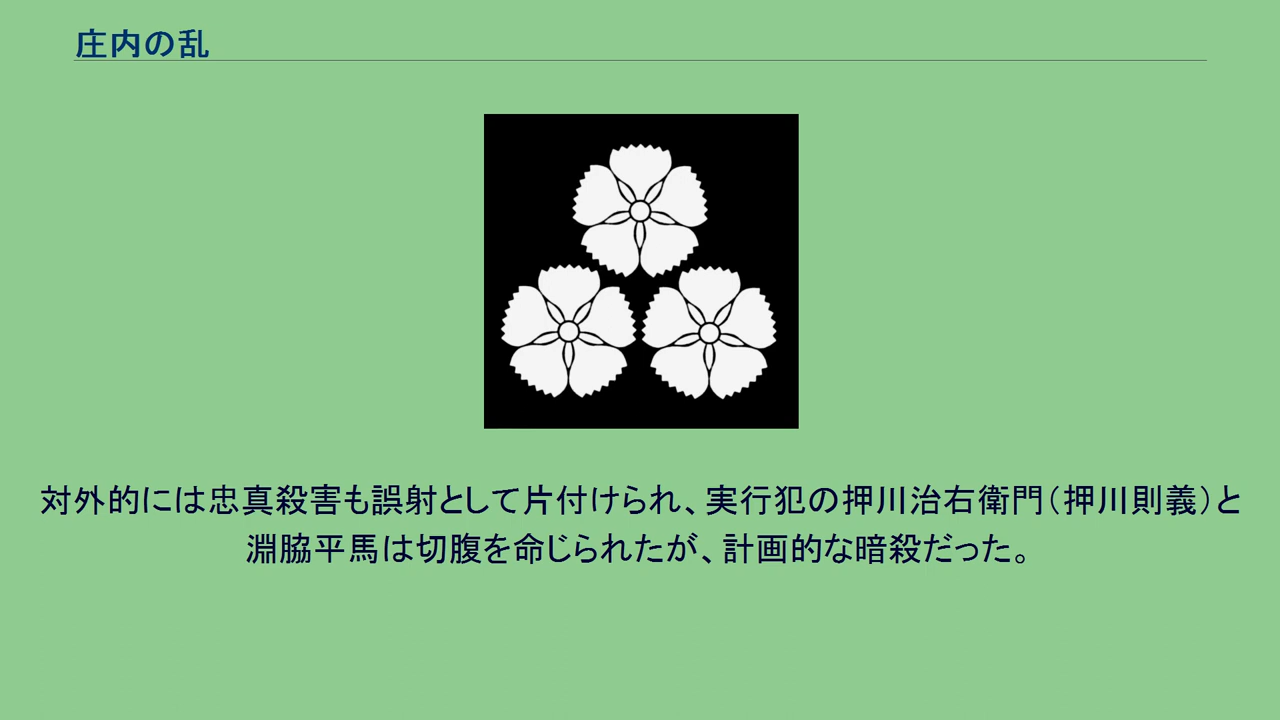 庄内の乱
対外的には忠真殺害も誤射として片付けられ、実行犯の押川治右衛門（押川則義）と
淵脇平馬は切腹を命じられたが、計画的な暗殺だった。